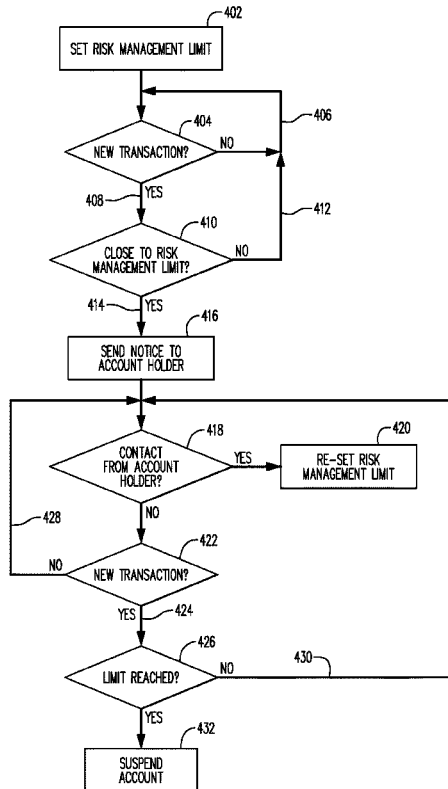 402
SET RISK MANAGEMENT LIMIT
404
406
NEW TRANSACTION?
NO
YES
408
410
412
CLOSE TO RISK
MANAGEMENT LIMIT?
NO
YES
414
416
SEND NOTICE TO
ACCOUNT HOLDER
418
420
CONTACT
FROM ACCOUNT
HOLDER?
YES
RE-SET RISK
MANAGEMENT LIMIT
428
NO
422
NO
NEW TRANSACTION?
YES
424
426
LIMIT REACHED?
NO
430
YES
432
SUSPEND
ACCOUNT